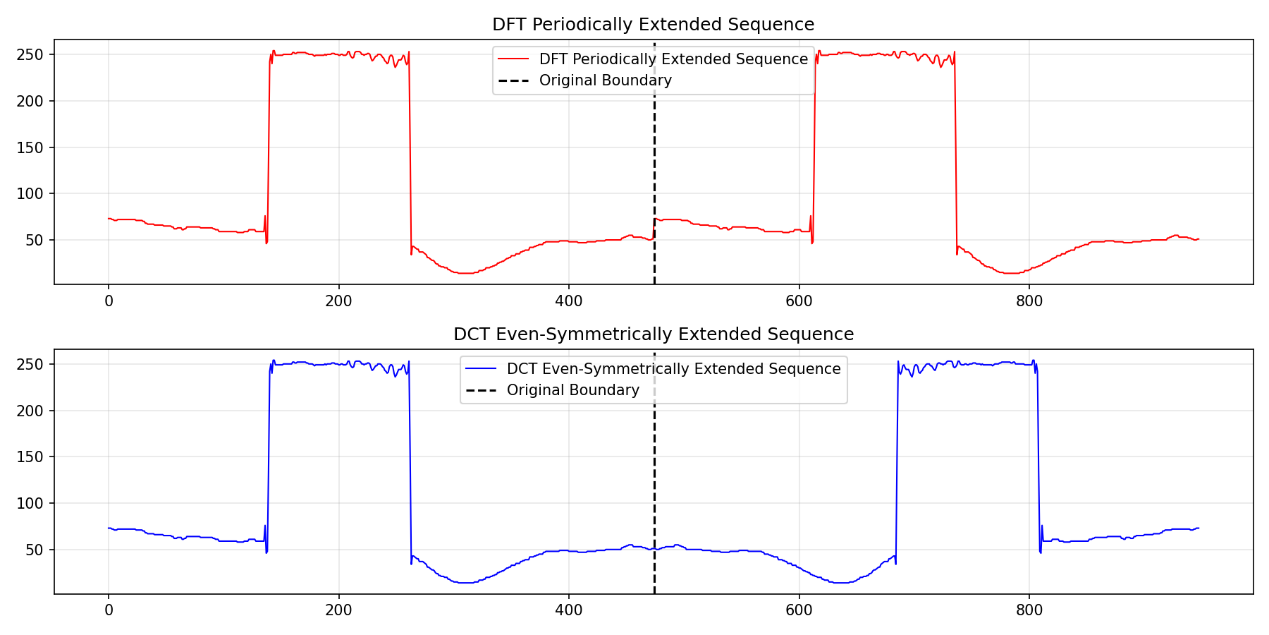 DFT Periodically Extended Sequence
250
200
150
100
50
DFT Periodically Extended Sequence
Original Boundary
0 200 400 600 800
DCT Even-Symmetrically Extended Sequence
250
200
150
100
50
DCT Even-Symmetrically Extended Sequence
Original Boundary
0 200 400 600 800